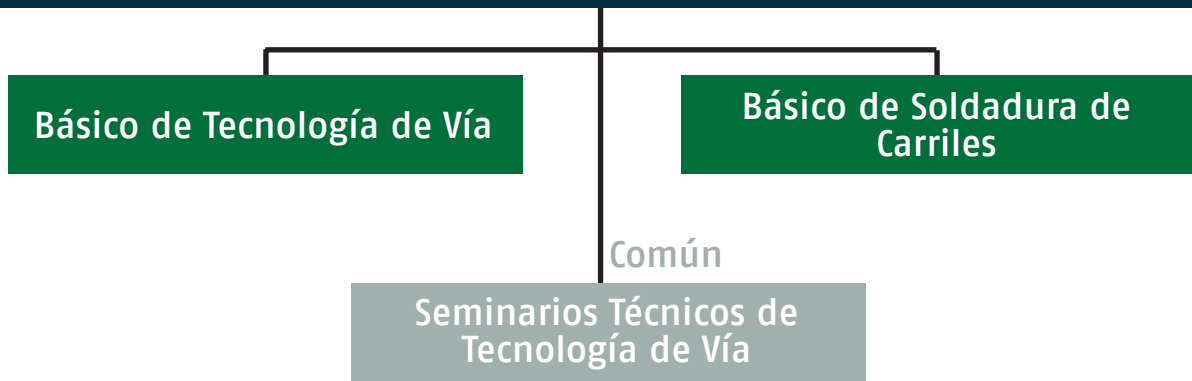 Básico de Tecnología de Vía
Básico de Soldadura de
Carriles
Común
Seminarios Técnicos de
Tecnología de Vía